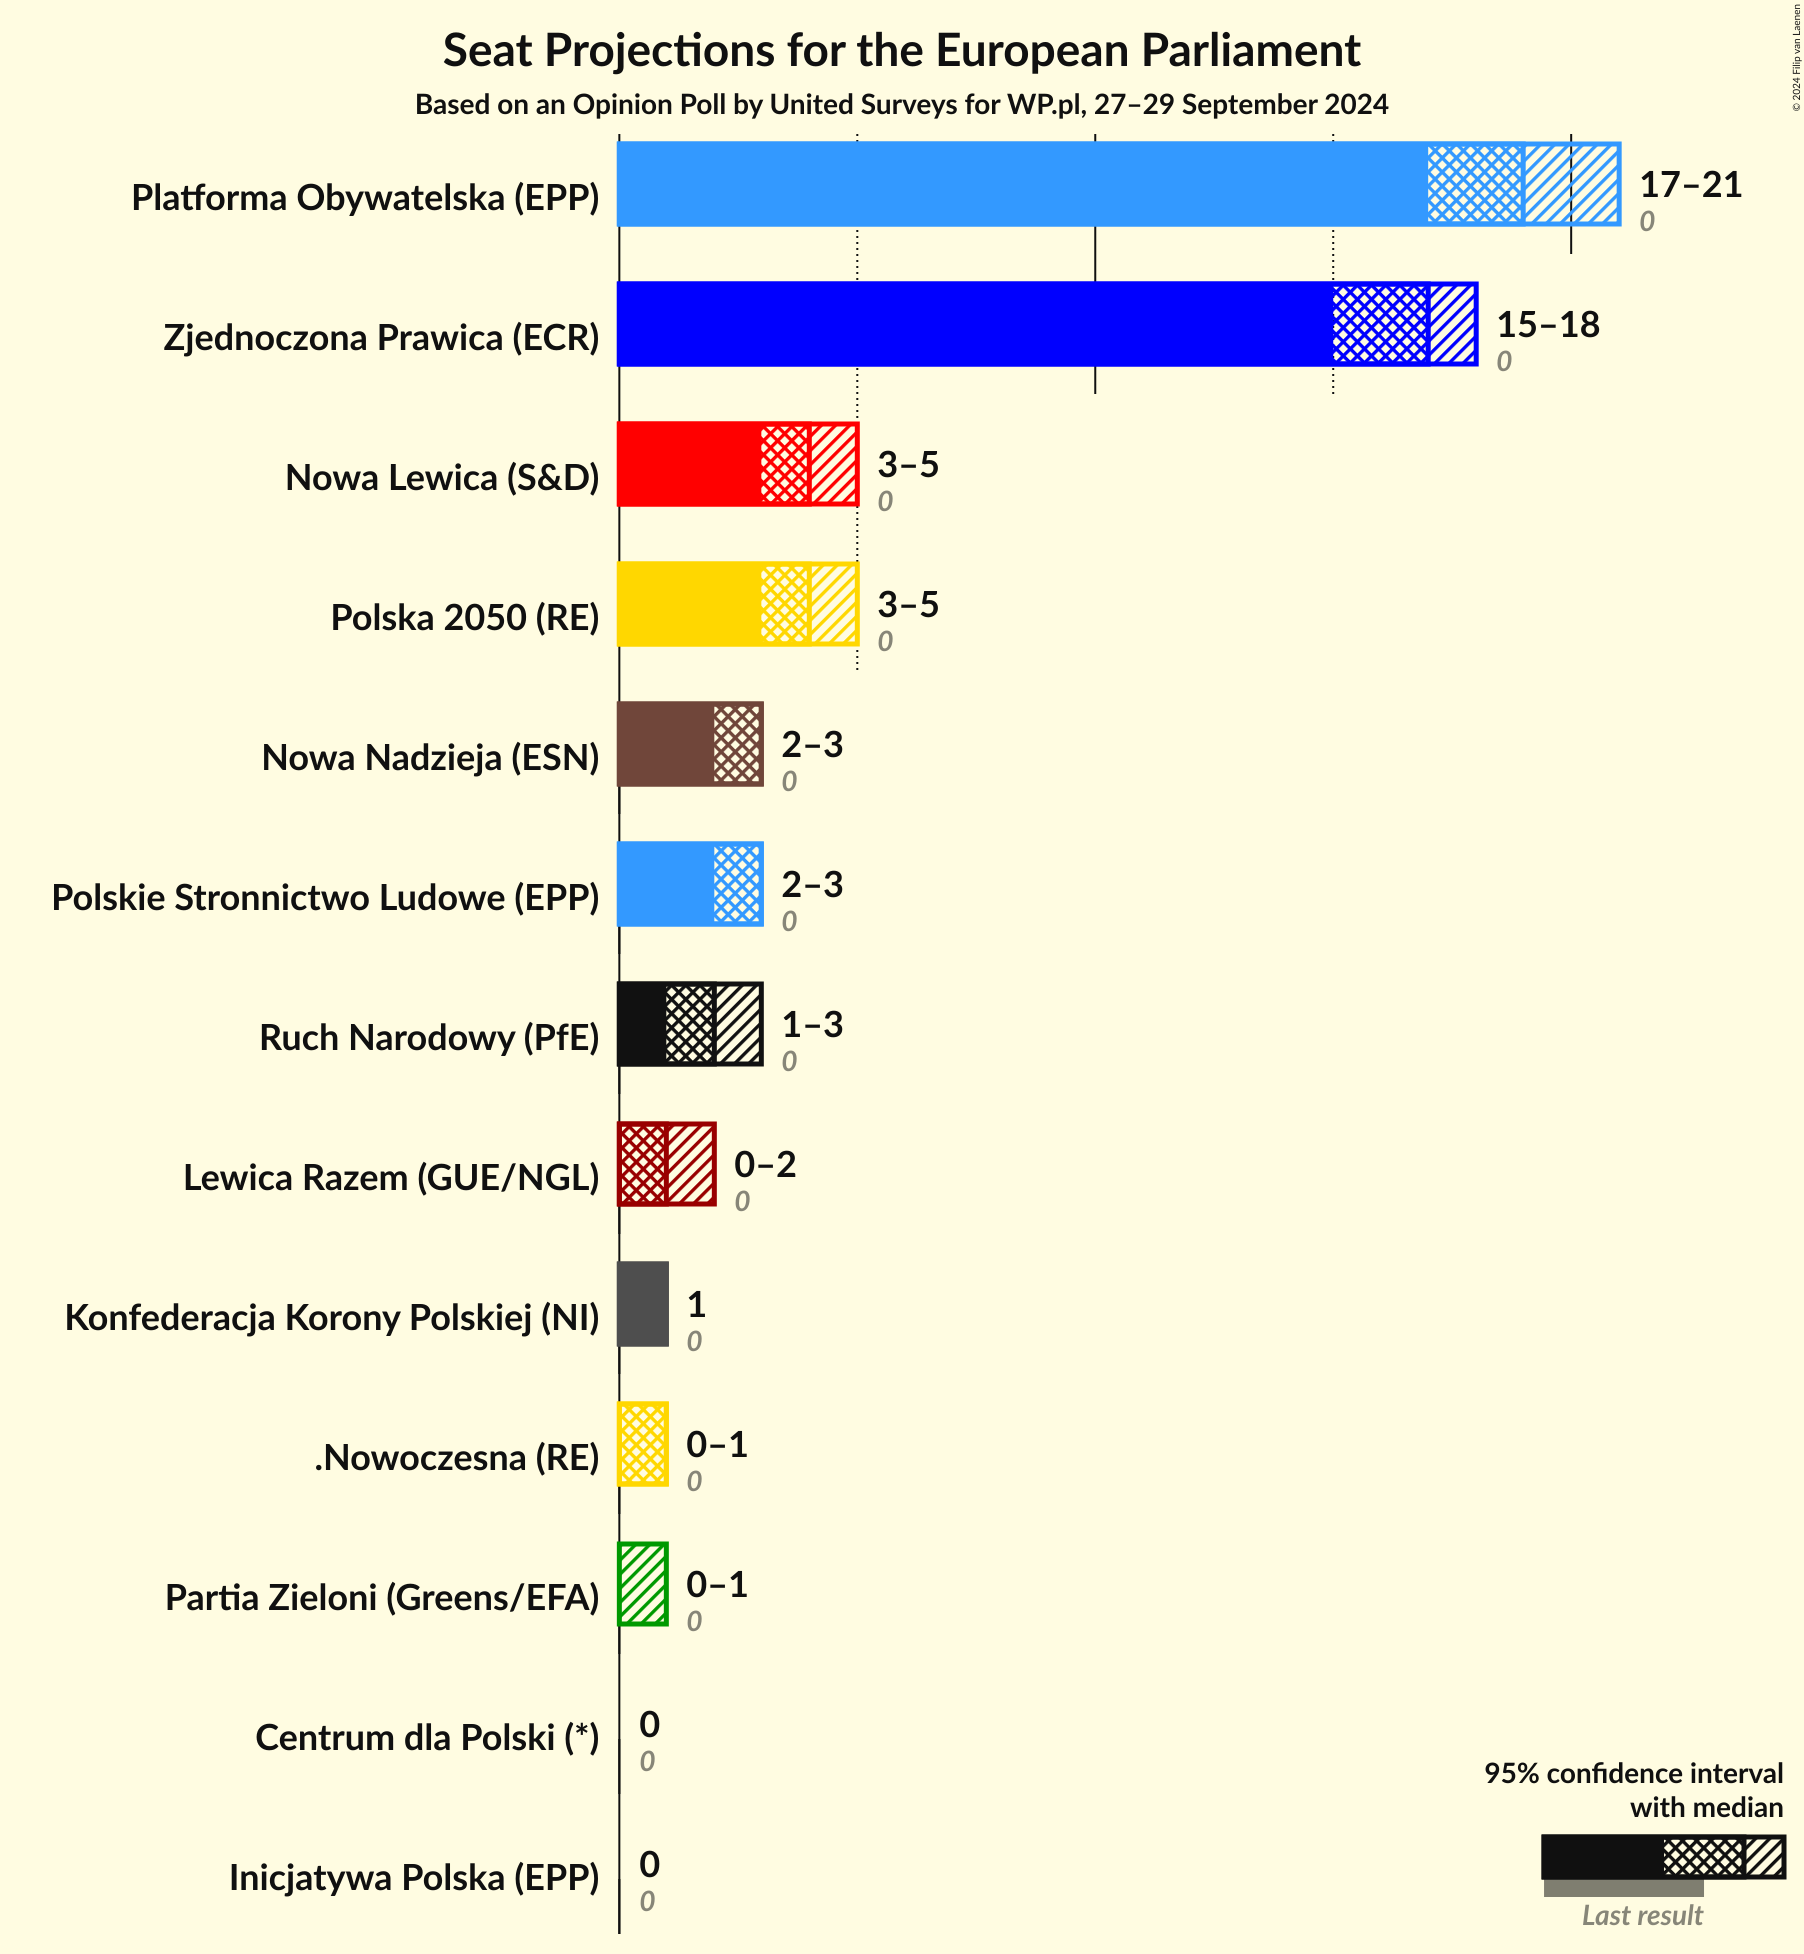 Seat Projections for the European Parliament
Based on an Opinion Poll by United Surveys for WP.pl, 27–29 September 2024
© 2024 Filip van Laenen
Platforma Obywatelska (EPP)
17–21
0
Zjednoczona Prawica (ECR)
15–18
0
Nowa Lewica (S&D)
3–5
0
Polska 2050 (RE)
3–5
0
Nowa Nadzieja (ESN)
2–3
0
Polskie Stronnictwo Ludowe (EPP)
2–3
0
Ruch Narodowy (PfE)
1–3
0
Lewica Razem (GUE/NGL)
0–2
0
Konfederacja Korony Polskiej (NI)
1
0
.Nowoczesna (RE)
0–1
0
Partia Zieloni (Greens/EFA)
0–1
0
Centrum dla Polski (*)
0
0
Inicjatywa Polska (EPP)
0
0
95% confidence interval
with median
Last result